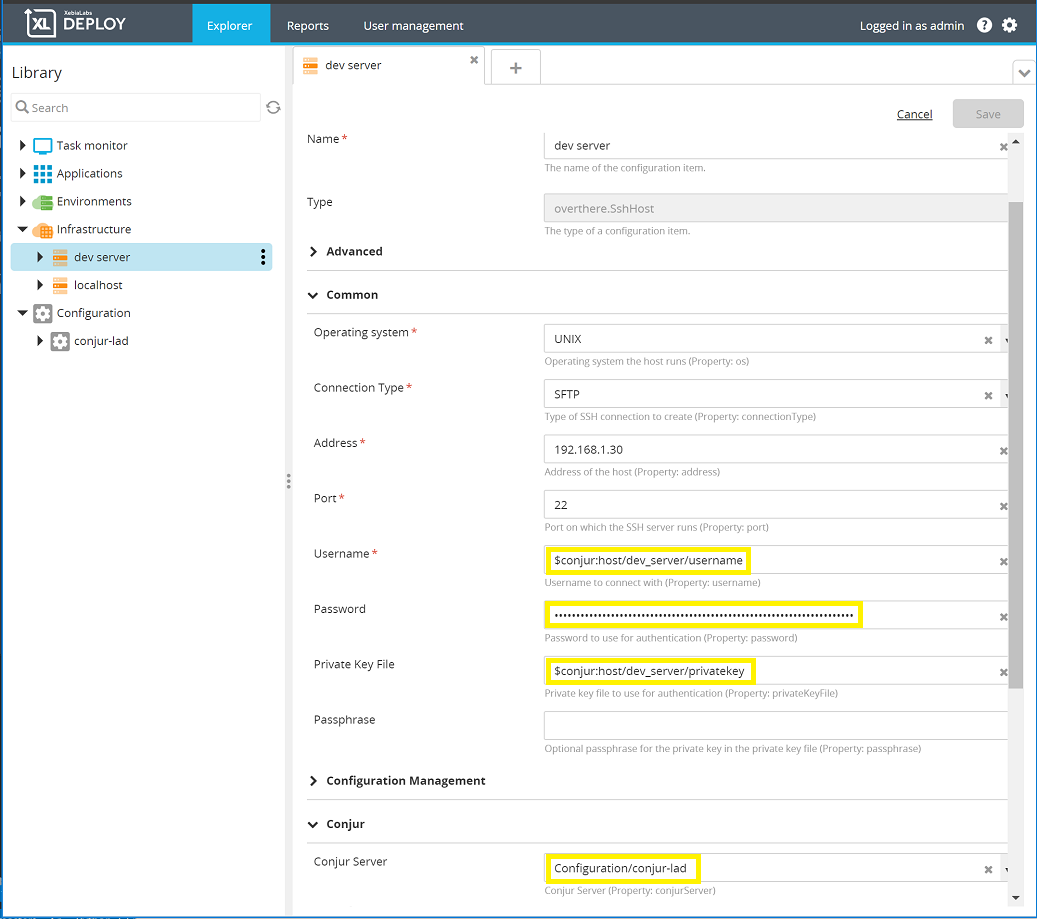 XebiaLabs
XL DEPLOY
Explorer
Reports
User management
Logged in as admin
?
Library
Search
Task monitor
Applications
Environments
Infrastructure
dev server
localhost
Configuration
conjur-lad
dev server
+
Cancel
Save
Name *
dev server
The name of the configuration item.
Type
overthere.SshHost
The type of a configuration item.
Advanced
Common
Operating system *
UNIX
Operating system the host runs (Property: os)
Connection Type *
SFTP
Type of SSH connection to create (Property: connectionType)
Address *
192.168.1.30
Address of the host (Property: address)
Port *
22
Port on which the SSH server runs (Property: port)
Username *
$conjur:host/dev_server/username
Username to connect with (Property: username)
Password
Password to use for authentication (Property: password)
Private Key File
$conjur:host/dev_server/privatekey
Private key file to use for authentication (Property: privateKeyFile)
Passphrase
Optional passphrase for the private key in the private key file (Property: passphrase)
Configuration Management
Conjur
Conjur Server
Configuration/conjur-lad
Conjur Server (Property: conjurServer)